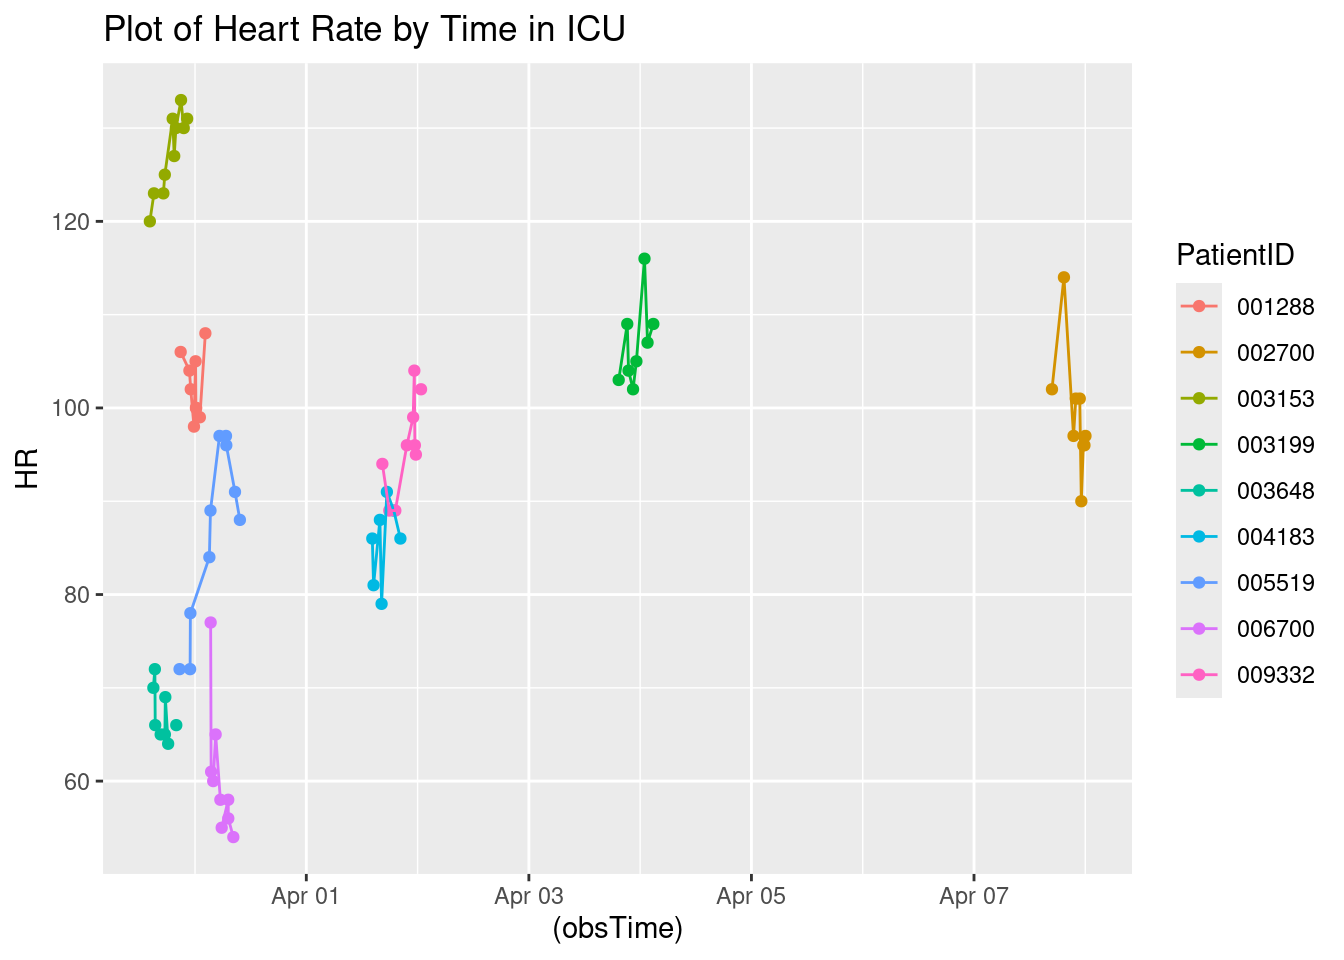 Plot of Heart Rate by Time in ICU
HR
120
100
80
60
Apr 01
Apr 03
Apr 05
Apr 07
(obsTime)
PatientID
001288
002700
003153
003199
003648
004183
005519
006700
009332